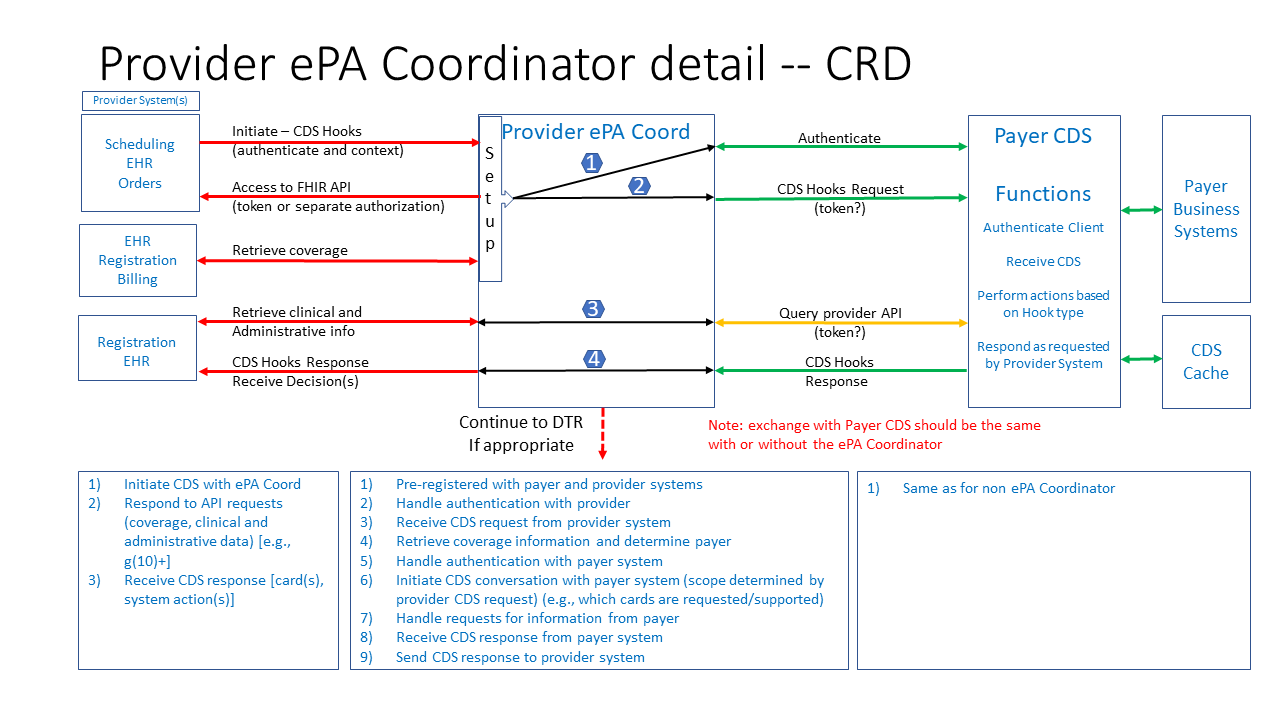 Provider ePA Coordinator detail -- CRD
Provider System(s)
Scheduling
EHR
Orders
EHR
Registration
Billing
Registration
EHR
Initiate – CDS Hooks
(authenticate and context)
Access to FHIR API
(token or separate authorization)
Retrieve coverage
Retrieve clinical and
Administrative info
CDS Hooks Response
Receive Decision(s)
Provider ePA Coord
S
e
t
u
p
1
2
3
4
Authenticate
CDS Hooks Request
(token?)
Query provider API
(token?)
CDS Hooks
Response
Payer CDS
Functions
Authenticate Client
Receive CDS
Perform actions based
on Hook type
Respond as requested
by Provider System
Payer
Business
Systems
CDS
Cache
Continue to DTR
If appropriate
Note: exchange with Payer CDS should be the same
with or without the ePA Coordinator
1) Initiate CDS with ePA Coord
2) Respond to API requests
(coverage, clinical and
administrative data) [e.g.,
g(10)+]
3) Receive CDS response [card(s),
system action(s)]
1) Pre-registered with payer and provider systems
2) Handle authentication with provider
3) Receive CDS request from provider system
4) Retrieve coverage information and determine payer
5) Handle authentication with payer system
6) Initiate CDS conversation with payer system (scope determined by
provider CDS request) (e.g., which cards are requested/supported)
7) Handle requests for information from payer
8) Receive CDS response from payer system
9) Send CDS response to provider system
1) Same as for non ePA Coordinator